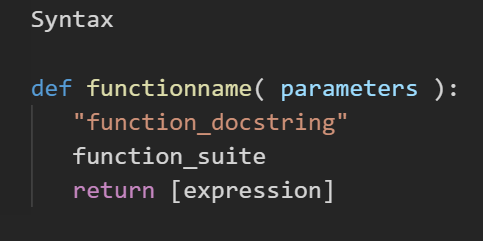 Syntax
def functionname( parameters ):
"function_docstring"
function_suite
return [expression]